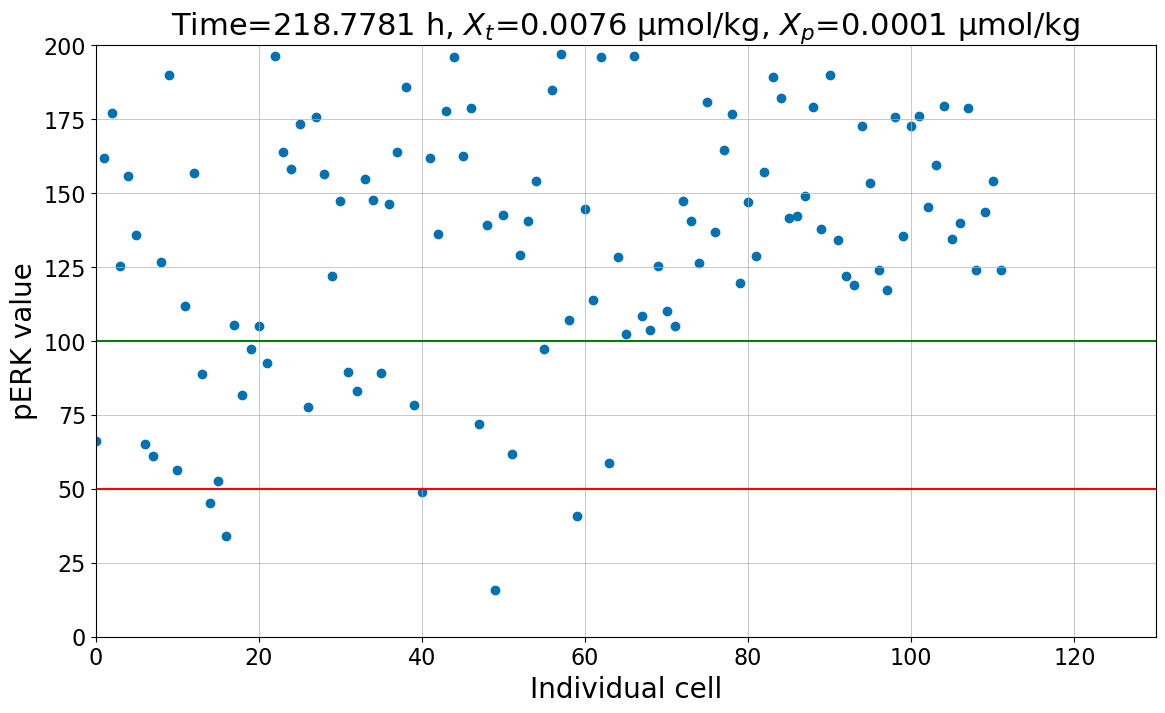 Time=218.7781 h, Xₜ=0.0076 μmol/kg, Xₚ=0.0001 μmol/kg
200
175
150
125
100
75
50
25
0
pERK value
0 20 40 60 80 100 120
Individual cell